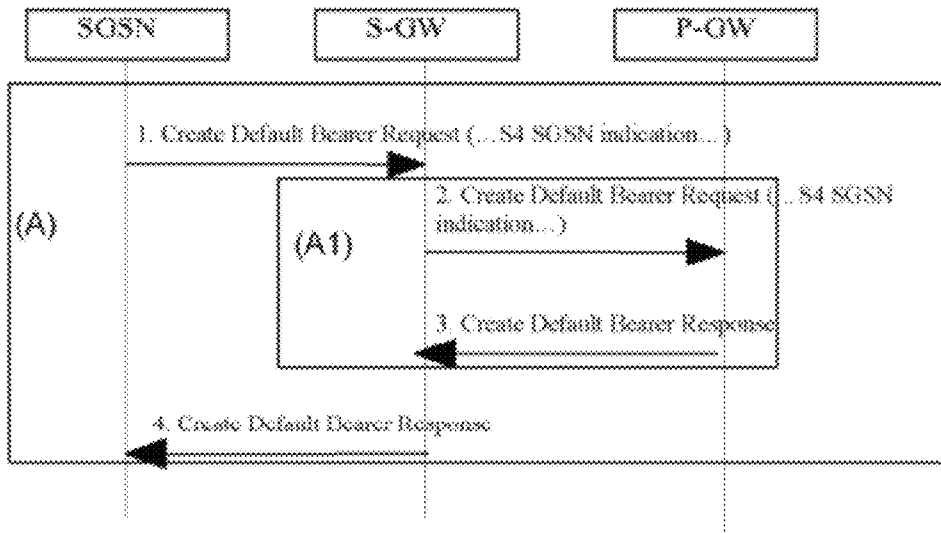 SGSN
S-GW
P-GW
1. Create Default Bearer Request (…S4 SGSN indication…)
(A)
2. Create Default Bearer Request (…S4 SGSN
indication…)
(A1)
3. Create Default Bearer Response
4. Create Default Bearer Response